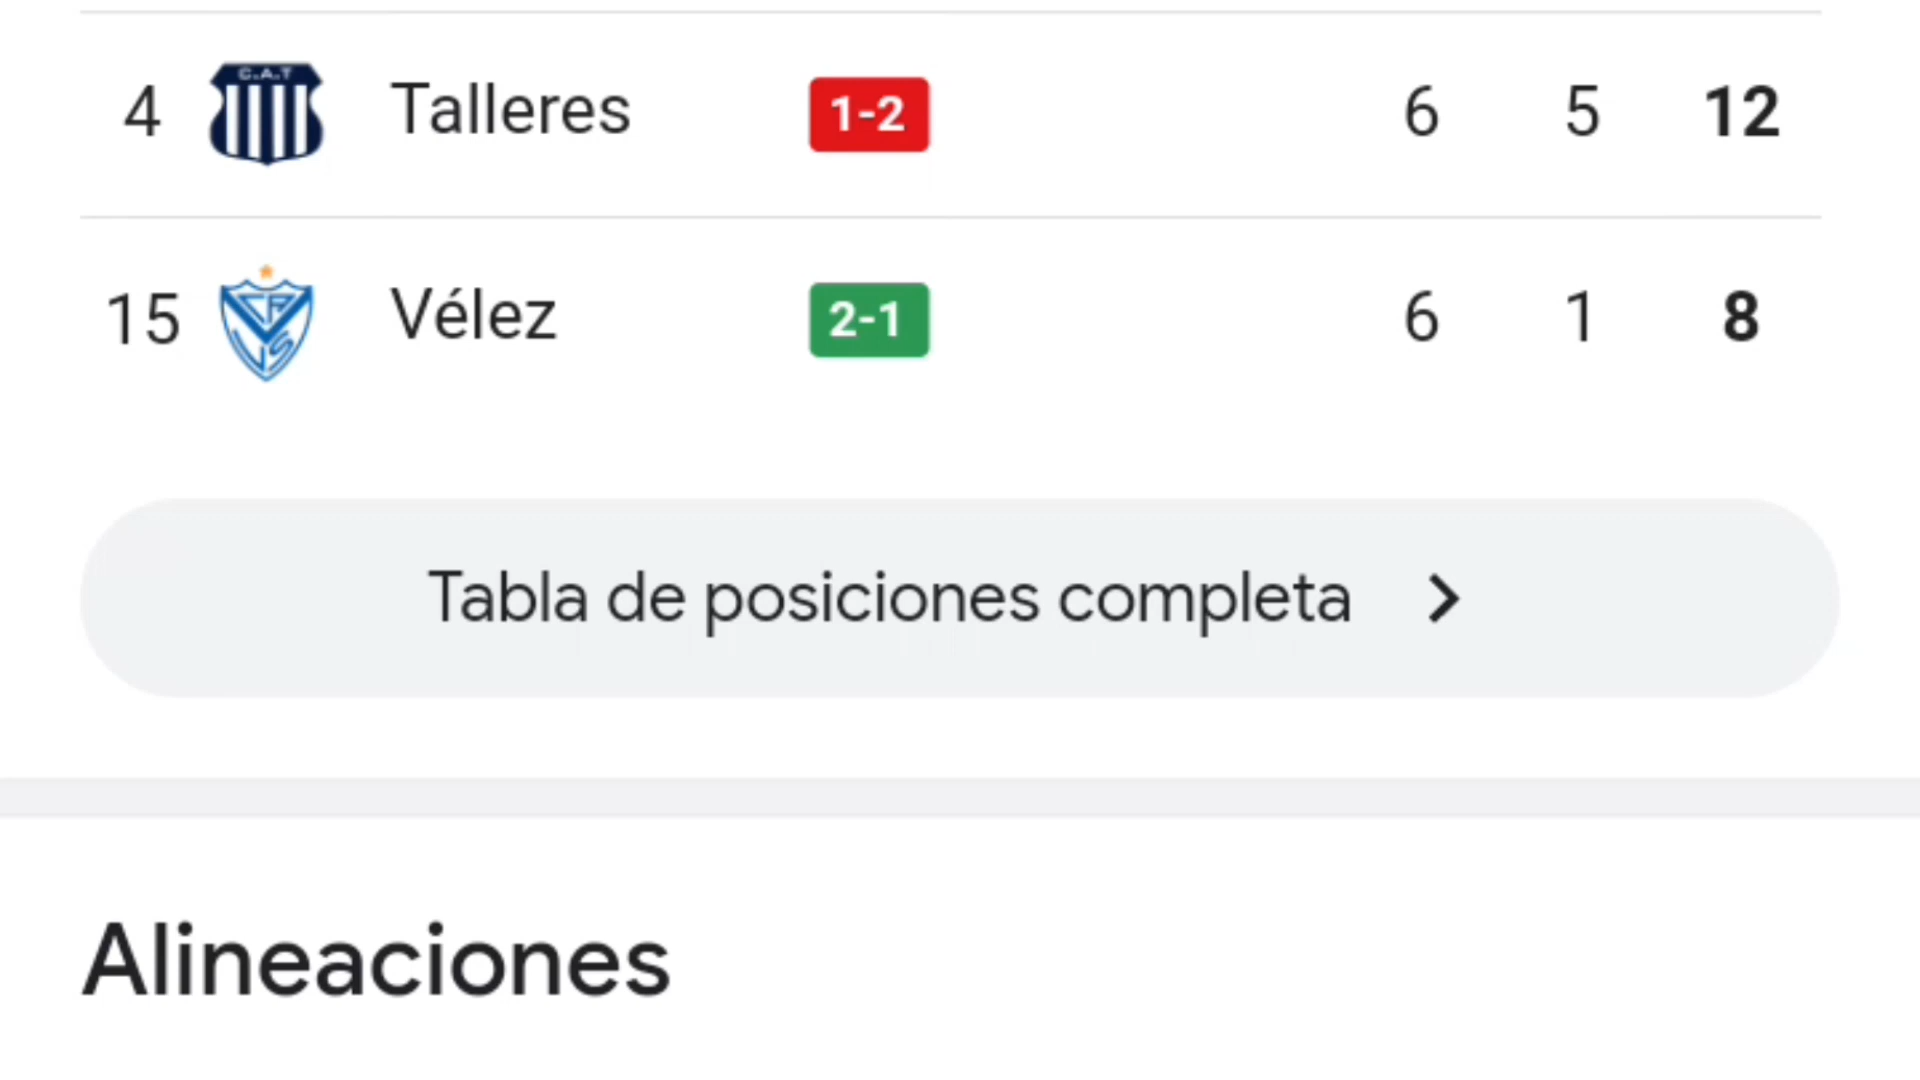 4 C.A.T Talleres 1-2 6 5 12
15 Vélez 2-1 6 1 8
Tabla de posiciones completa
Alineaciones